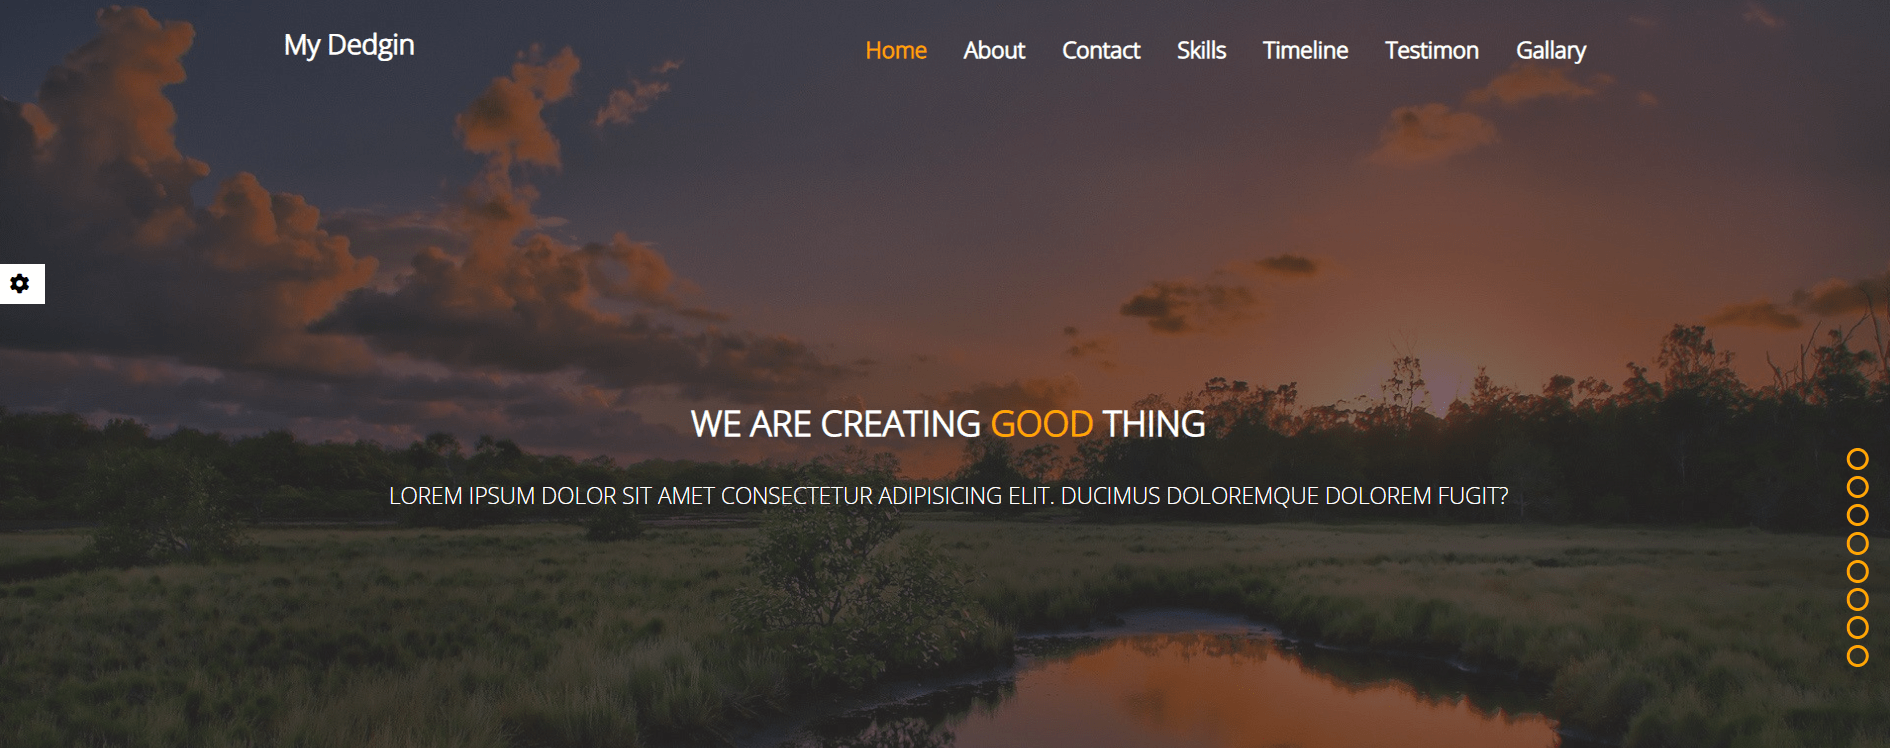 My Dedgin
Home About Contact Skills Timeline Testimon Gallary
WE ARE CREATING GOOD THING
LOREM IPSUM DOLOR SIT AMET CONSECTETUR ADIPISICING ELIT. DUCIMUS DOLOREMQUE DOLOREM FUGIT?